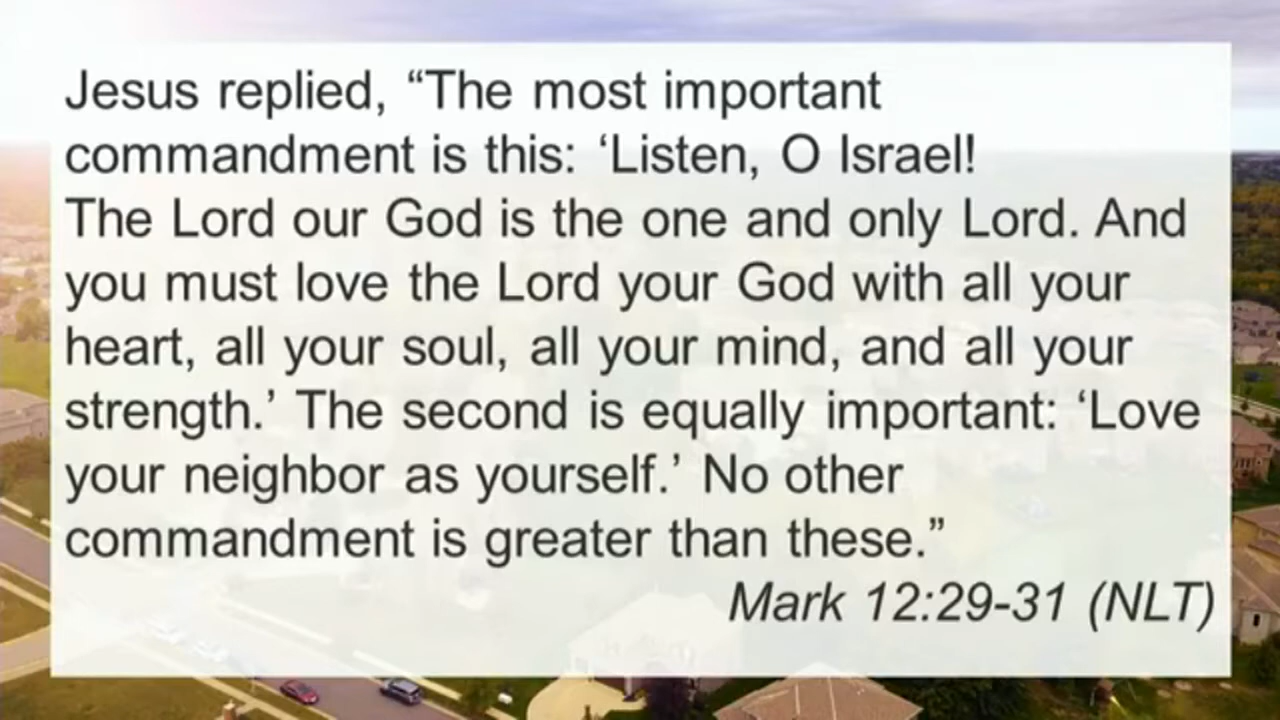 Jesus replied, “The most important
commandment is this: ‘Listen, O Israel!
The Lord our God is the one and only Lord. And
you must love the Lord your God with all your
heart, all your soul, all your mind, and all your
strength.’ The second is equally important: ‘Love
your neighbor as yourself.’ No other
commandment is greater than these.”
Mark 12:29-31 (NLT)